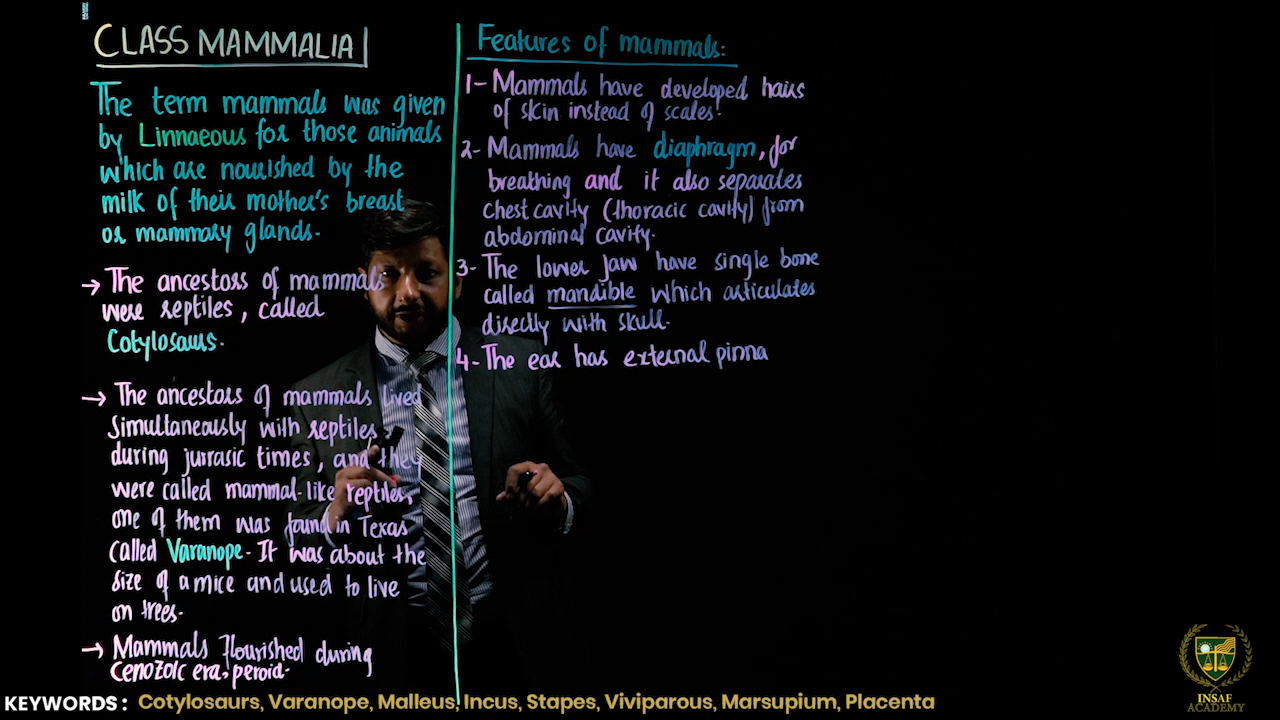 CLASS MAMMALIA
The term mammals was given
by Linnaeous for those animals
which are nourished by the
milk of their mother's breast
or mammary glands.
→ The ancestors of mammals
were reptiles, called
Cotylosaurs.
→ The ancestors of mammals lived
Simultaneously with reptiles
during jurrasic times, and they
were called mammal-like reptiles,
one of them was found in Texas
called Varanope. It was about the
size of a mice and used to live
on trees.
→ Mammals flourished during
Cenozoic era, peroid.
Features of mammals:
1- Mammals have developed hairs
of skin instead of scales.
2- Mammals have diaphragm, for
breathing and it also separates
chest cavity (thoracic cavity) from
abdominal cavity.
3- The lower jaw have single bone
called mandible which articulates
directly with skull.
4- The ear has external pinna
KEYWORDS: Cotylosaurs, Varanope, Malleus, Incus, Stapes, Viviparous, Marsupium, Placenta
INSAF
ACADEMY